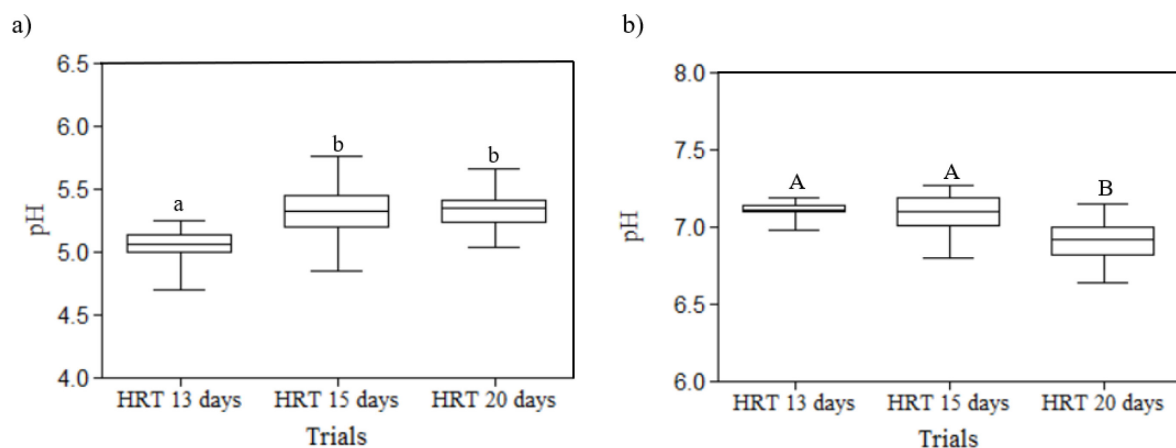 a)
6.5
6.0
5.5
5.0
4.5
4.0
pH
a
b
b
HRT 13 days HRT 15 days HRT 20 days
Trials
b)
8.0
7.5
7.0
6.5
6.0
pH
A
A
B
HRT 13 days HRT 15 days HRT 20 days
Trials